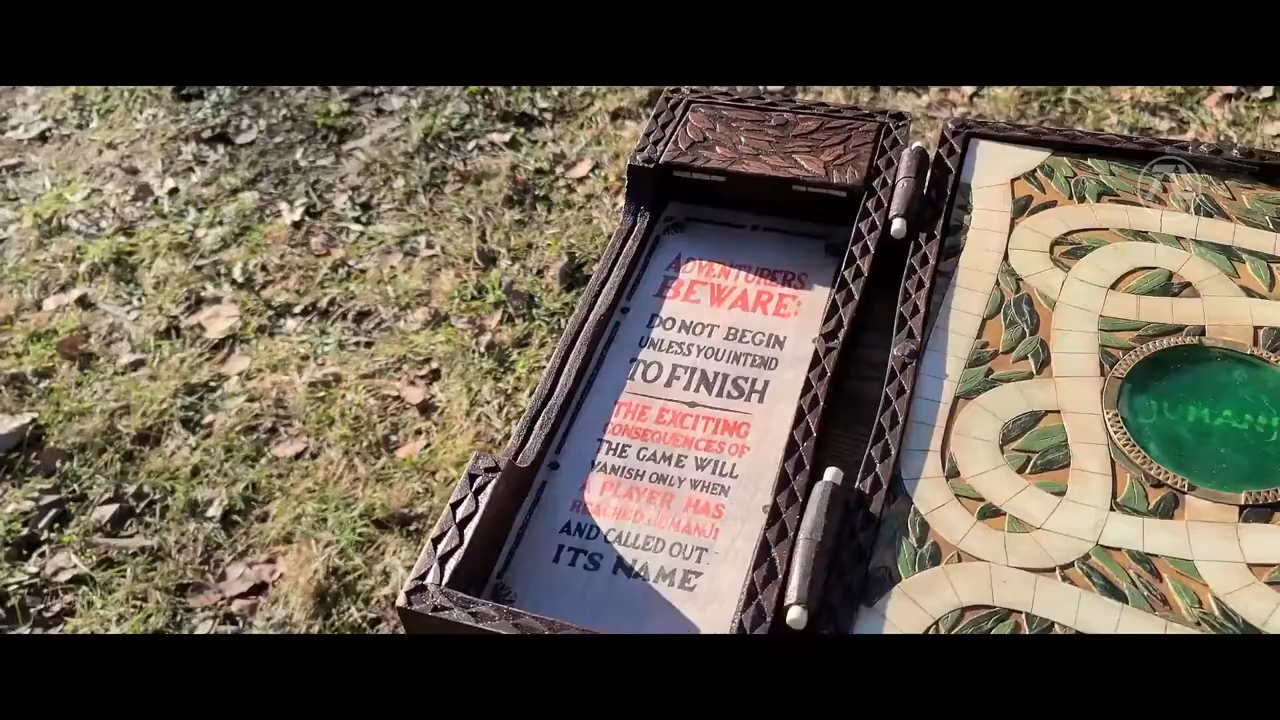 ADVENTURERS
BEWARE:
DO NOT BEGIN
UNLESS YOU INTEND
TO FINISH
THE EXCITING
CONSEQUENCES OF
THE GAME WILL
VANISH ONLY WHEN
A PLAYER HAS
REACHED JUMANJI
AND CALLED OUT
ITS NAME
JUMANJI